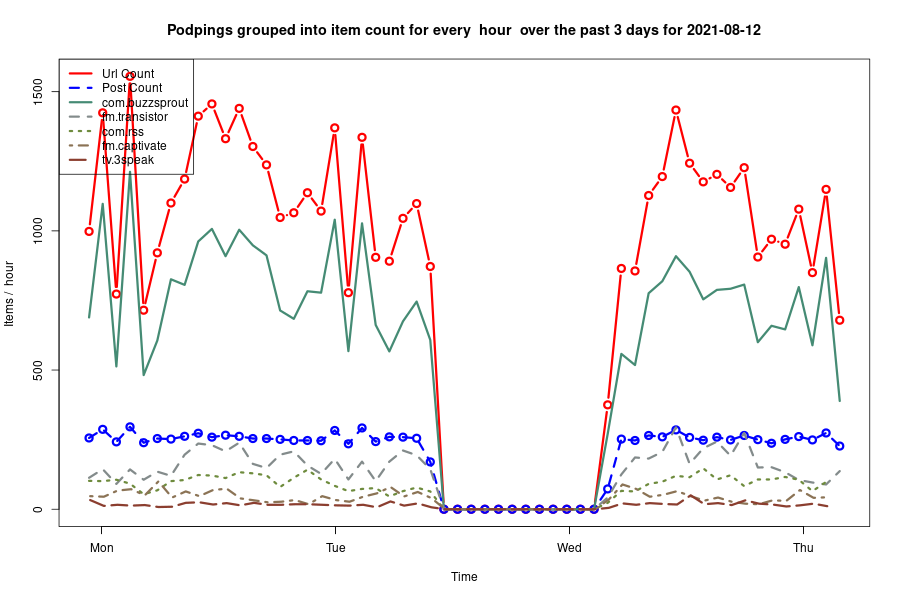 Podpings grouped into item count for every  hour  over the past 3 days for 2021-08-12
Url Count
Post Count
com.buzzsprout
fm.transistor
com.rss
fm.captivate
tv.3speak
1500
1000
500
0
Items /  hour
Mon
Tue
Wed
Thu
Time